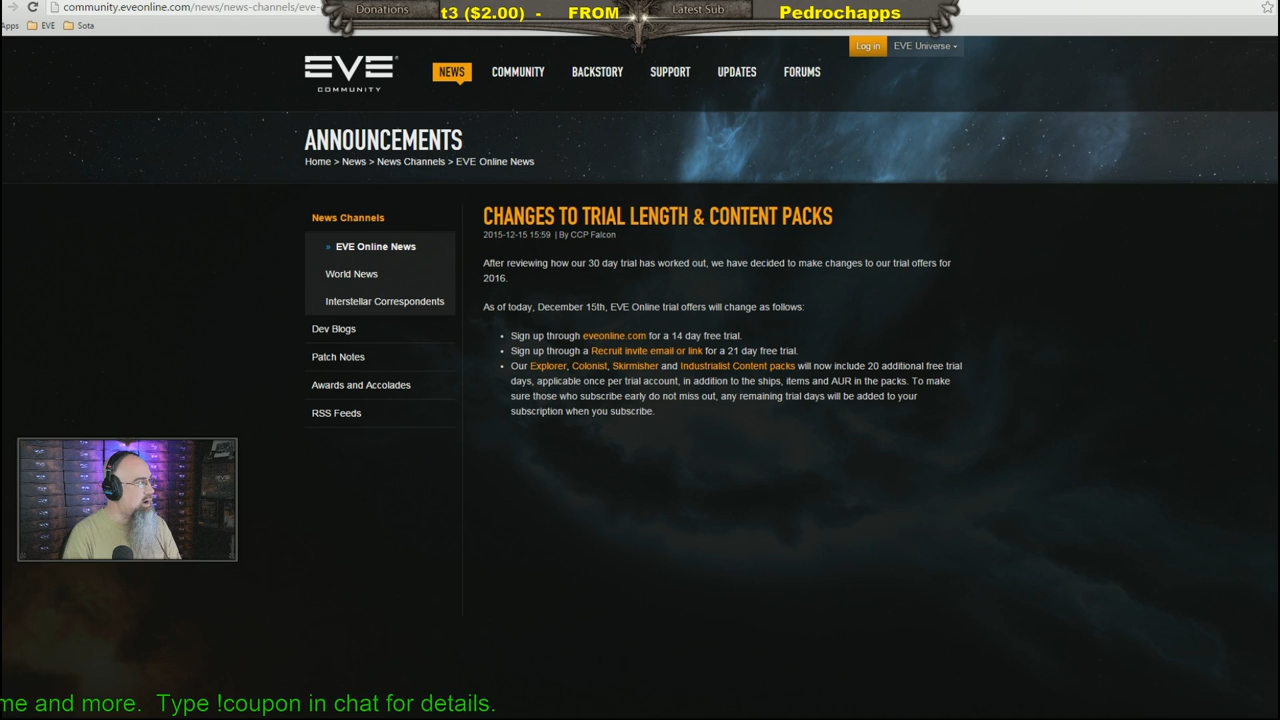 Donations
t3 ($2.00) - FROM
Latest Sub
Pedrochapps
community.eveonline.com/news/news-channels/eve-
Apps EVE Sota
Log in EVE Universe
EVE
COMMUNITY
NEWS COMMUNITY BACKSTORY SUPPORT UPDATES FORUMS
ANNOUNCEMENTS
Home > News > News Channels > EVE Online News
News Channels
» EVE Online News
World News
Interstellar Correspondents
Dev Blogs
Patch Notes
Awards and Accolades
RSS Feeds
CHANGES TO TRIAL LENGTH & CONTENT PACKS
2015-12-15 15:59 | By CCP Falcon
After reviewing how our 30 day trial has worked out, we have decided to make changes to our trial offers for
2016.
As of today, December 15th, EVE Online trial offers will change as follows:
• Sign up through eveonline.com for a 14 day free trial.
• Sign up through a Recruit invite email or link for a 21 day free trial.
• Our Explorer, Colonist, Skirmisher and Industrialist Content packs will now include 20 additional free trial
days, applicable once per trial account, in addition to the ships, items and AUR in the packs. To make
sure those who subscribe early do not miss out, any remaining trial days will be added to your
subscription when you subscribe.
me and more. Type !coupon in chat for details.